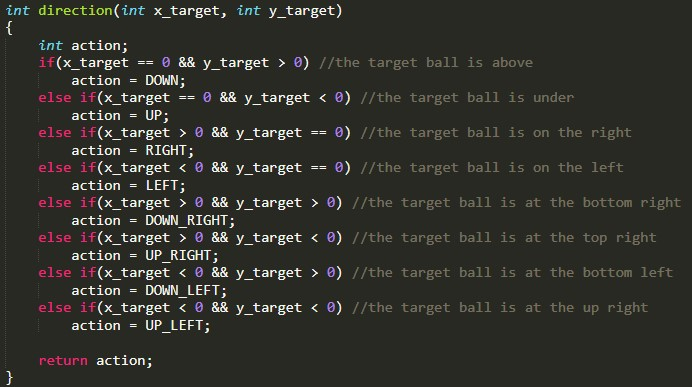 int direction(int x_target, int y_target)
{
    int action;
    if(x_target == 0 && y_target > 0) //the target ball is above
        action = DOWN;
    else if(x_target == 0 && y_target < 0) //the target ball is under
        action = UP;
    else if(x_target > 0 && y_target == 0) //the target ball is on the right
        action = RIGHT;
    else if(x_target < 0 && y_target == 0) //the target ball is on the left
        action = LEFT;
    else if(x_target > 0 && y_target > 0) //the target ball is at the bottom right
        action = DOWN_RIGHT;
    else if(x_target > 0 && y_target < 0) //the target ball is at the top right
        action = UP_RIGHT;
    else if(x_target < 0 && y_target > 0) //the target ball is at the bottom left
        action = DOWN_LEFT;
    else if(x_target < 0 && y_target < 0) //the target ball is at the up right
        action = UP_LEFT;

    return action;
}